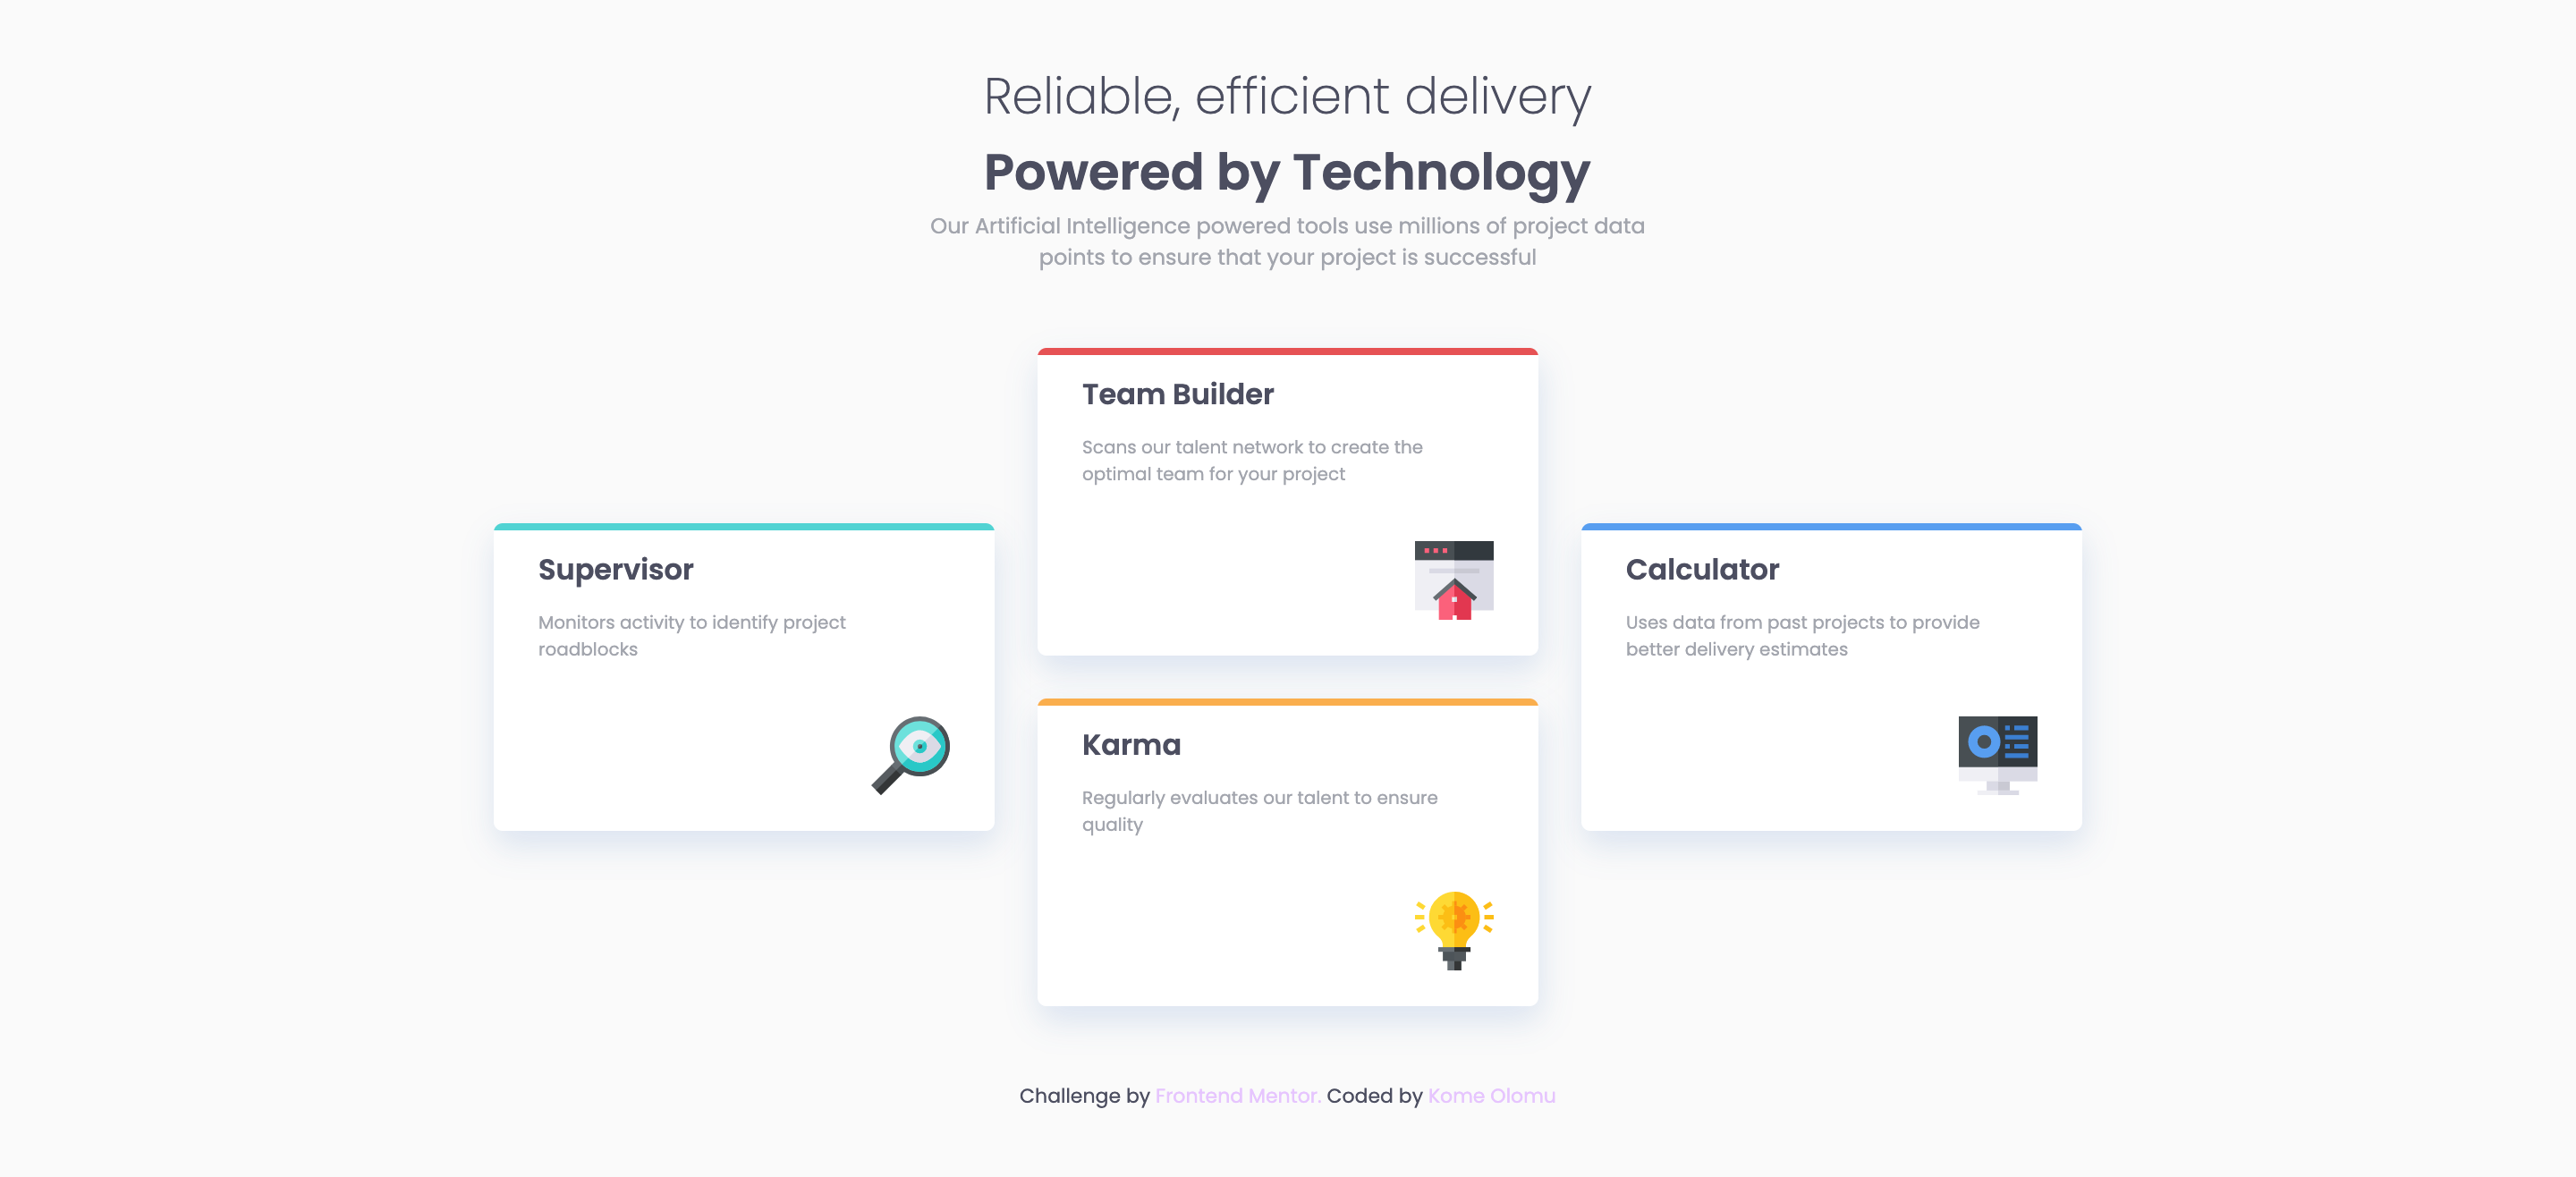 Reliable, efficient delivery
Powered by Technology
Our Artificial Intelligence powered tools use millions of project data
points to ensure that your project is successful
Supervisor
Monitors activity to identify project
roadblocks
Team Builder
Scans our talent network to create the
optimal team for your project
Karma
Regularly evaluates our talent to ensure
quality
Calculator
Uses data from past projects to provide
better delivery estimates
Challenge by Frontend Mentor. Coded by Kome Olomu